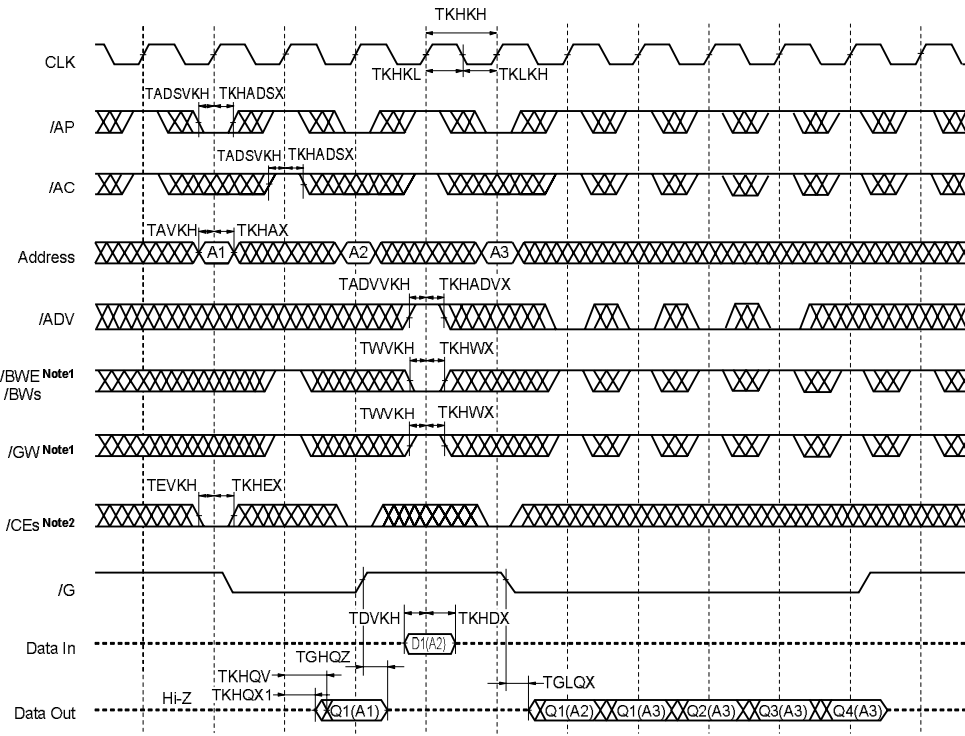 TKHKH
CLK
TKHKL TKLKH
TADSVKH TKHADSX
/AP
TADSVKH TKHADSX
/AC
TAVKH TKHAX
Address A1 A2 A3
TADVVKH TKHADVX
/ADV
TWVKH TKHWX
/BWE Note1
/BWs
TWVKH TKHWX
/GW Note1
TEVKH TKHEX
/CEs Note2
/G
TDVKH TKHDX
Data In D1(A2)
TGHQZ
TKHQV TGLQX
TKHQX1
Hi-Z
Data Out Q1(A1) Q1(A2) Q1(A3) Q2(A3) Q3(A3) Q4(A3)